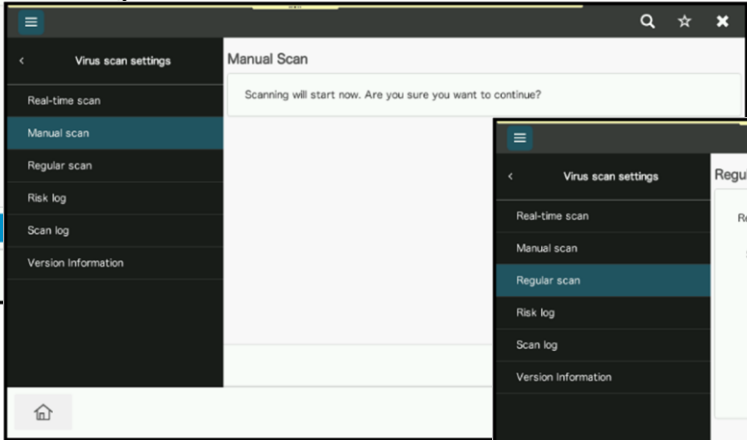 Virus scan settings
Real-time scan
Manual scan
Regular scan
Risk log
Scan log
Version Information
Manual Scan
Scanning will start now. Are you sure you want to continue?
Virus scan settings
Real-time scan
Manual scan
Regular scan
Risk log
Scan log
Version Information